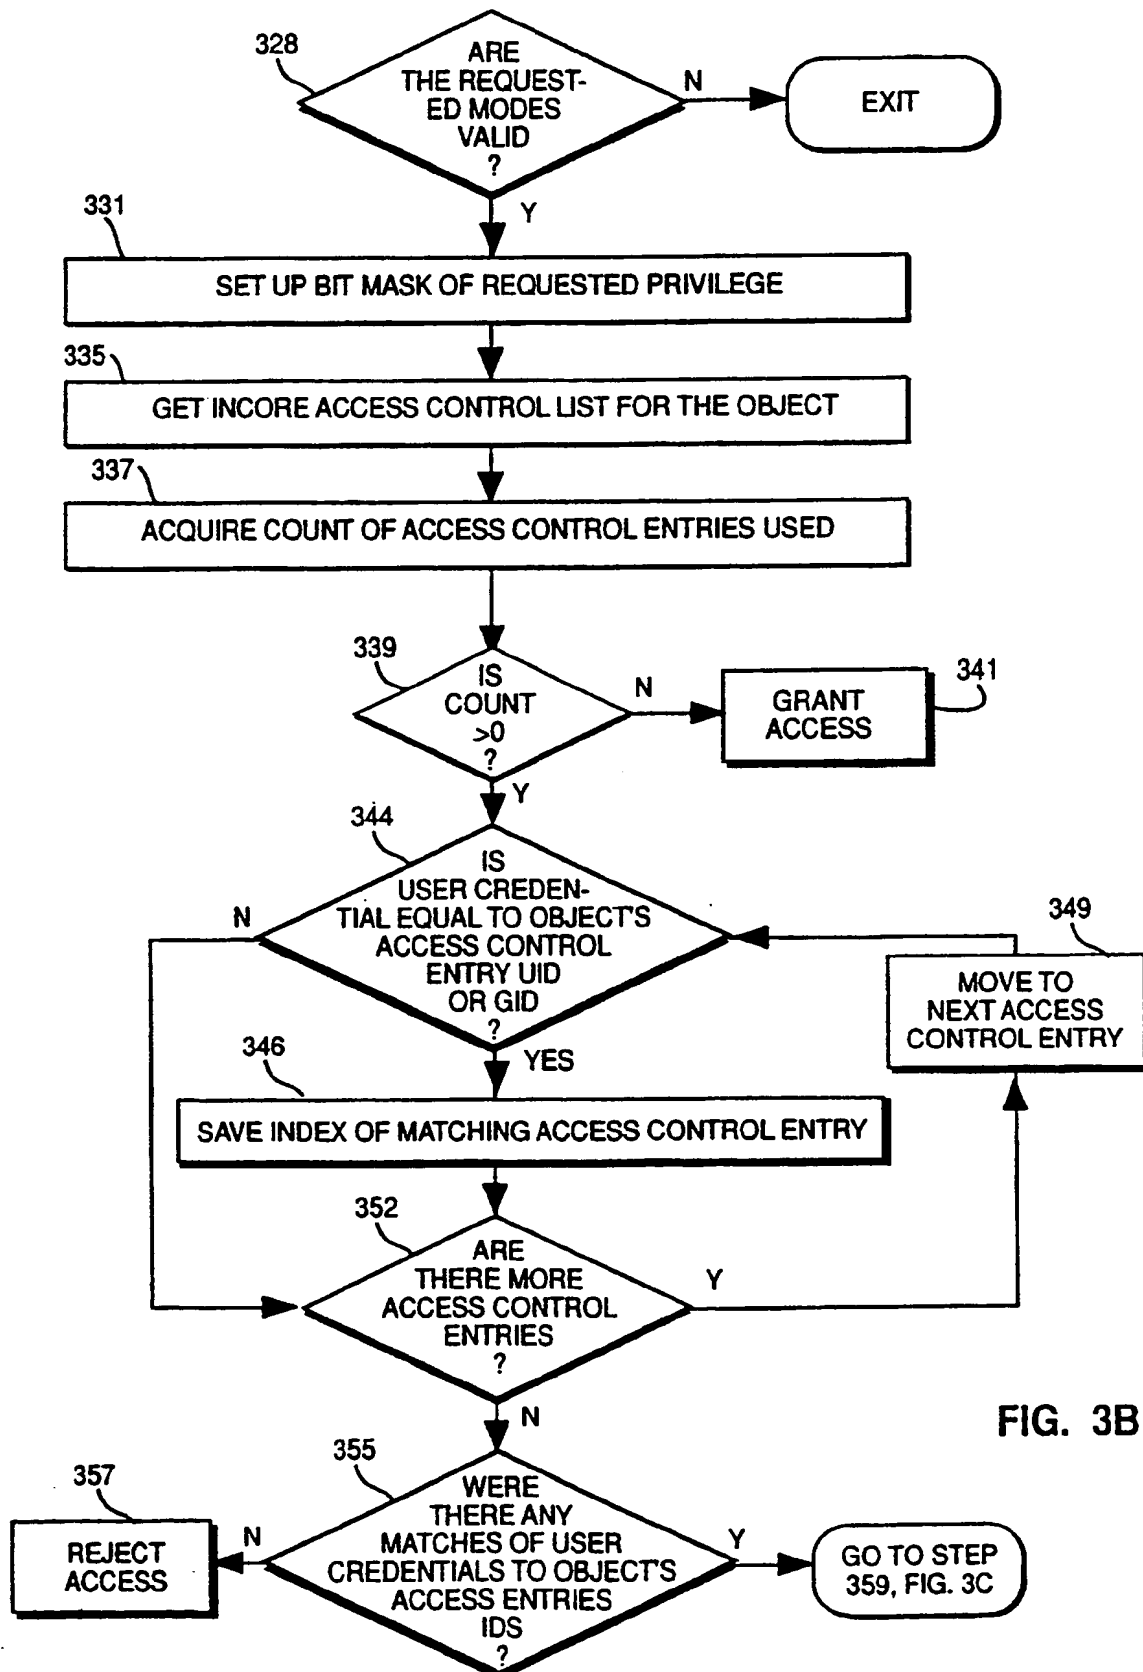 328
ARE
THE REQUEST-
ED MODES
VALID
?
N
EXIT
Y
331
SET UP BIT MASK OF REQUESTED PRIVILEGE
335
GET INCORE ACCESS CONTROL LIST FOR THE OBJECT
337
ACQUIRE COUNT OF ACCESS CONTROL ENTRIES USED
339
IS
COUNT
>0
?
N
GRANT
ACCESS
341
Y
344
IS
USER CREDEN-
TIAL EQUAL TO OBJECT'S
ACCESS CONTROL
ENTRY UID
OR GID
?
N
349
MOVE TO
NEXT ACCESS
CONTROL ENTRY
YES
346
SAVE INDEX OF MATCHING ACCESS CONTROL ENTRY
352
ARE
THERE MORE
ACCESS CONTROL
ENTRIES
?
Y
N
FIG. 3B
355
WERE
THERE ANY
MATCHES OF USER
CREDENTIALS TO OBJECT'S
ACCESS ENTRIES
IDS
?
357
N
REJECT
ACCESS
Y
GO TO STEP
359, FIG. 3C